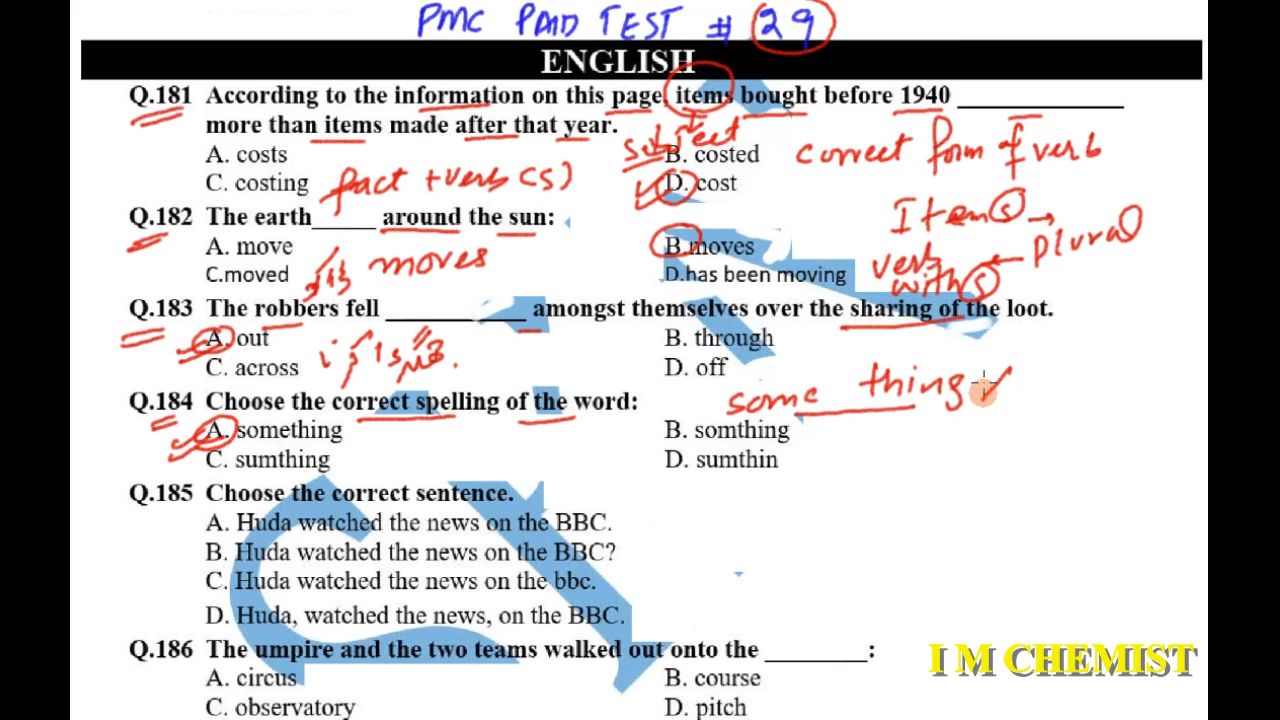 PMC PAID TEST # 29
ENGLISH
Q.181 According to the information on this page, items bought before 1940 ______________
more than items made after that year.
subject
A. costs B. costed
correct form of verb
C. costing D. cost
fact + verb (s)
Items → Plural
verb with s
Q.182 The earth_____ around the sun:
A. move B. moves
moves
C.moved D.has been moving
Q.183 The robbers fell ____________ amongst themselves over the sharing of the loot.
A. out B. through
C. across D. off
Q.184 Choose the correct spelling of the word:
some thing
A. something B. somthing
C. sumthing D. sumthin
Q.185 Choose the correct sentence.
A. Huda watched the news on the BBC.
B. Huda watched the news on the BBC?
C. Huda watched the news on the bbc.
D. Huda, watched the news, on the BBC.
Q.186 The umpire and the two teams walked out onto the ________:
A. circus B. course
C. observatory D. pitch
I M CHEMIST